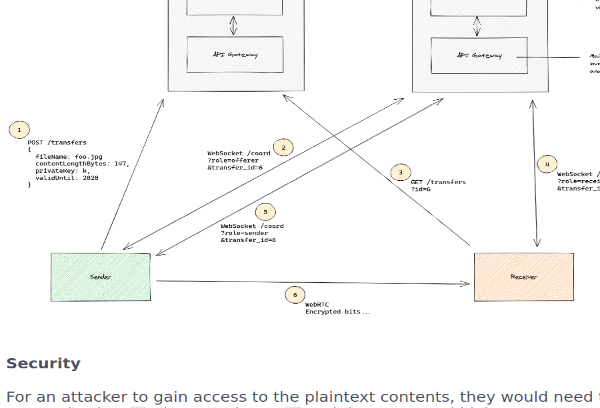 API Gateway
API Gateway
1
POST /transfers
{
fileName: foo.jpg
contentLengthBytes: 147,
privateKey: k,
validUntil: 2020
}
WebSocket /coord
?role=offerer
&transfer_id=6
2
3
GET /transfers
?id=6
4
WebSocket /
?role=recei
&transfer_i
5
WebSocket /coord
?role=sender
&transfer_id=6
Sender
Receiver
6
WebRTC
Encrypted bits...
Security
For an attacker to gain access to the plaintext contents, they would need